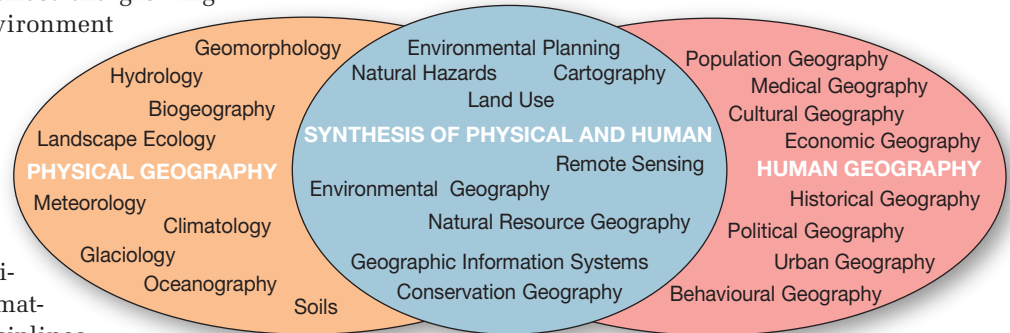 vironment
Geomorphology
Hydrology
Biogeography
Landscape Ecology
PHYSICAL GEOGRAPHY
Meteorology
Climatology
Glaciology
Oceanography
Soils
Environmental Planning
Natural Hazards
Cartography
Land Use
SYNTHESIS OF PHYSICAL AND HUMAN
Remote Sensing
Environmental Geography
Natural Resource Geography
Geographic Information Systems
Conservation Geography
Population Geography
Medical Geography
Cultural Geography
Economic Geography
HUMAN GEOGRAPHY
Historical Geography
Political Geography
Urban Geography
Behavioural Geography
i-
mat-